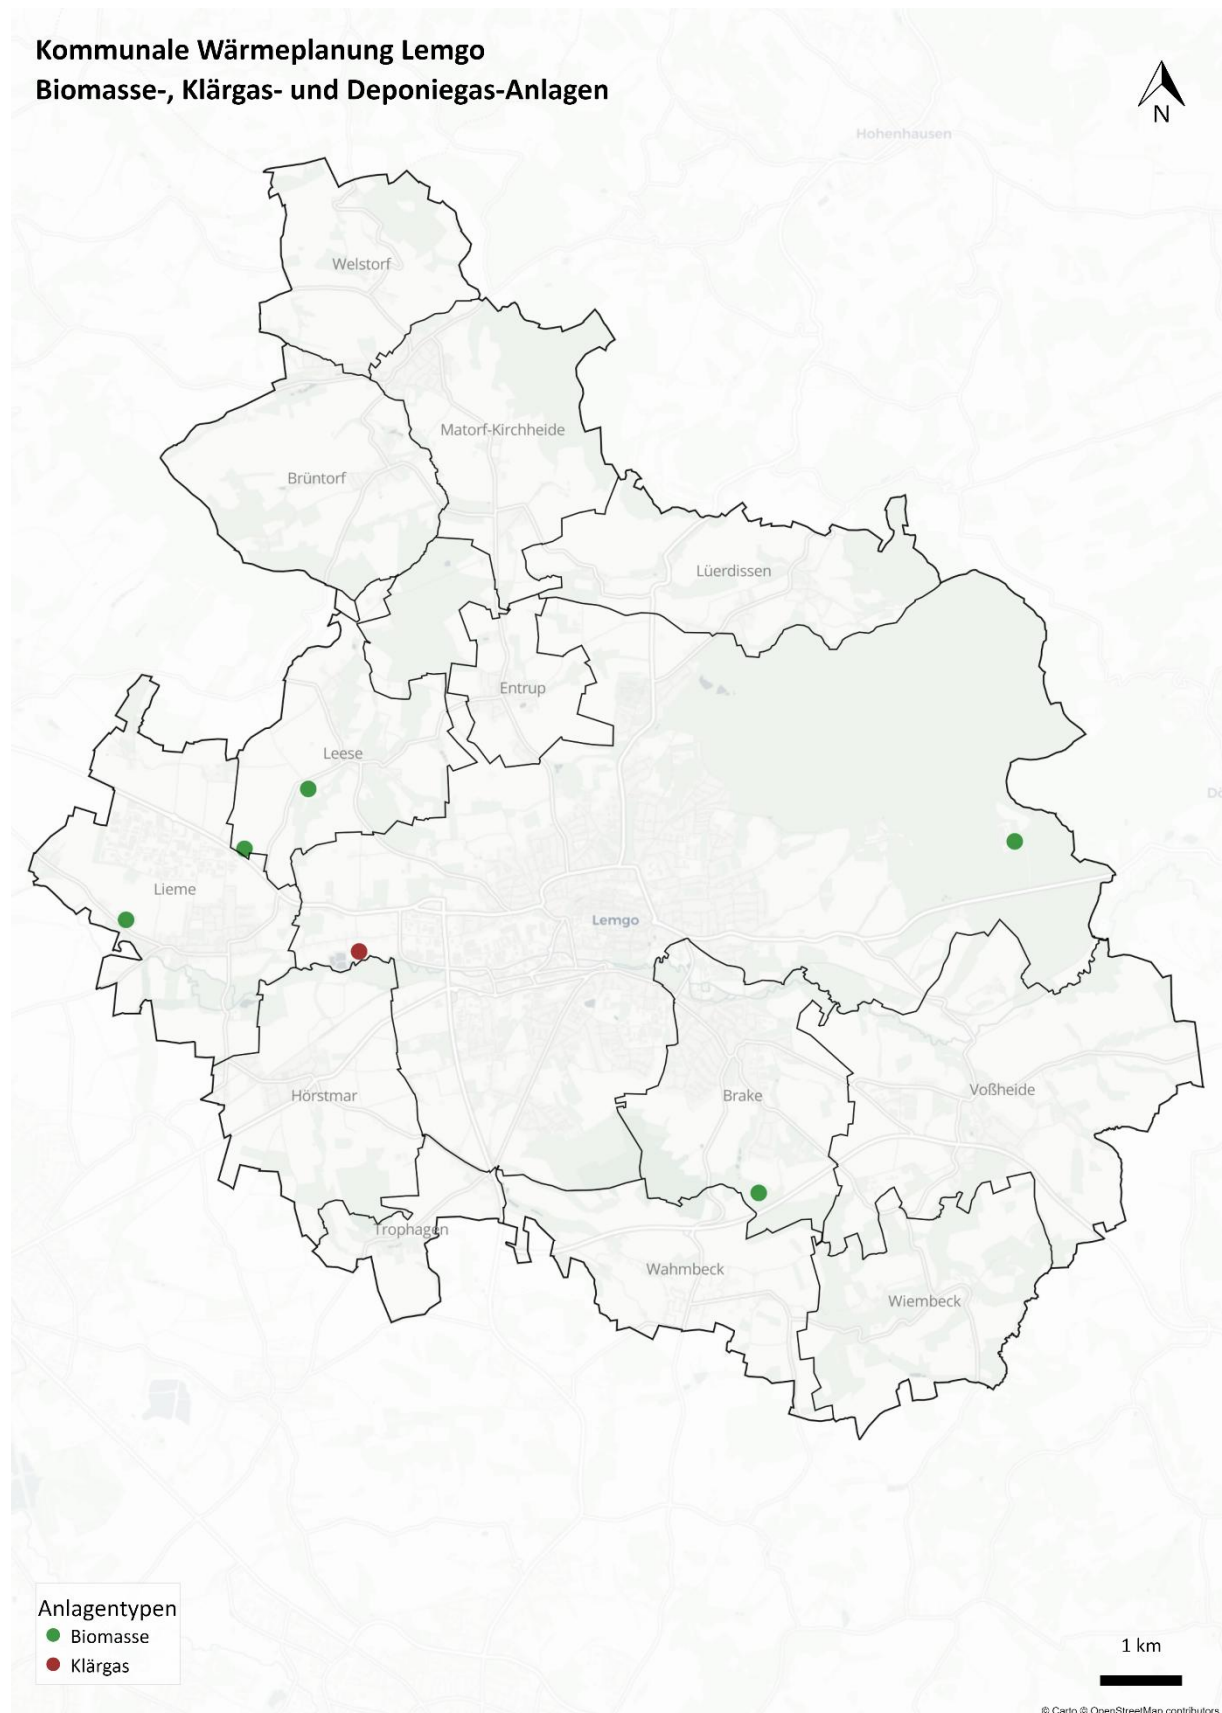 Kommunale Wärmeplanung Lemgo
Biomasse-, Klärgas- und Deponiegas-Anlagen
N
Hohenhausen
Welstorf
Matorf-Kirchheide
Brüntorf
Lüerdissen
Entrup
Leese
Dö
Lieme
Lemgo
Hörstmar
Brake
Voßheide
Trophagen
Wahmbeck
Wiembeck
Anlagentypen
Biomasse
Klärgas
1 km
© Carto © OpenStreetMap contributors